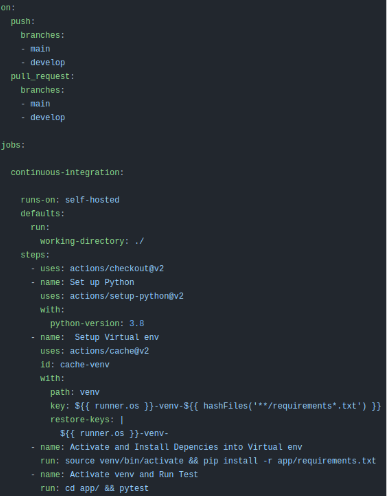 on:
  push:
    branches:
    - main
    - develop
  pull_request:
    branches:
    - main
    - develop

jobs:

  continuous-integration:

    runs-on: self-hosted
    defaults:
      run:
        working-directory: ./
    steps:
      - uses: actions/checkout@v2
      - name: Set up Python
        uses: actions/setup-python@v2
        with:
          python-version: 3.8
      - name:  Setup Virtual env
        uses: actions/cache@v2
        id: cache-venv
        with:
          path: venv
          key: ${{ runner.os }}-venv-${{ hashFiles('**/requirements*.txt') }}
          restore-keys: |
            ${{ runner.os }}-venv-
      - name: Activate and Install Depencies into Virtual env
        run: source venv/bin/activate && pip install -r app/requirements.txt
      - name: Activate venv and Run Test
        run: cd app/ && pytest